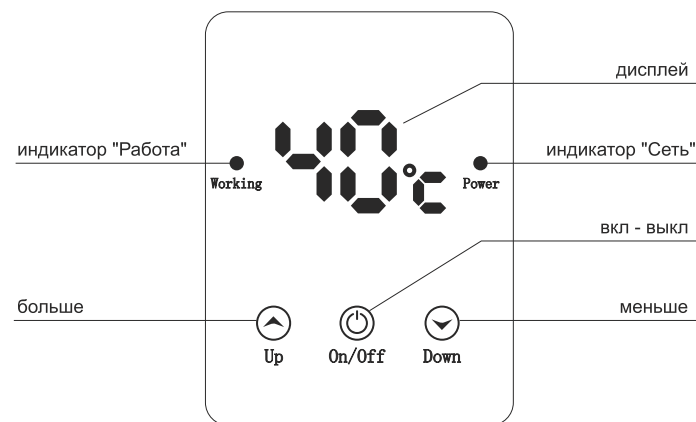 дисплей
индикатор "Работа"
40°C
индикатор "Сеть"
Working
Power
вкл - выкл
больше
меньше
Up
On/Off
Down